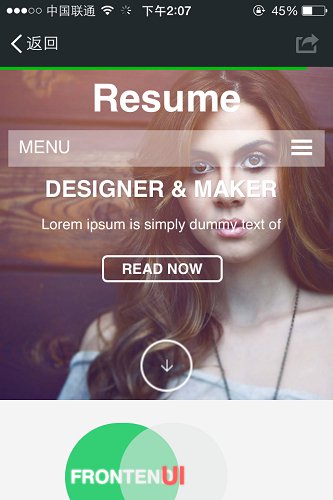 中国联通 下午2:07 45%
返回
Resume
MENU
DESIGNER & MAKER
Lorem ipsum is simply dummy text of
READ NOW
FRONTENUI